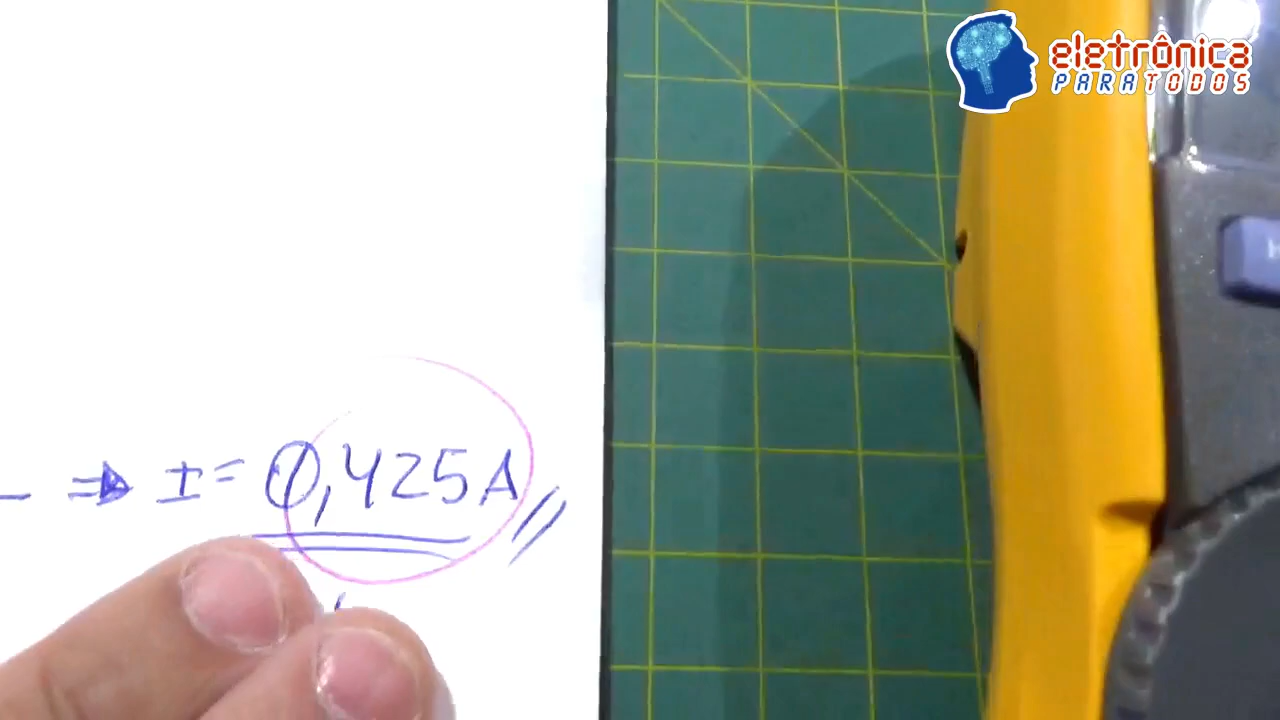 eletrônica
PARATODOS
⇒ I = 0,425A